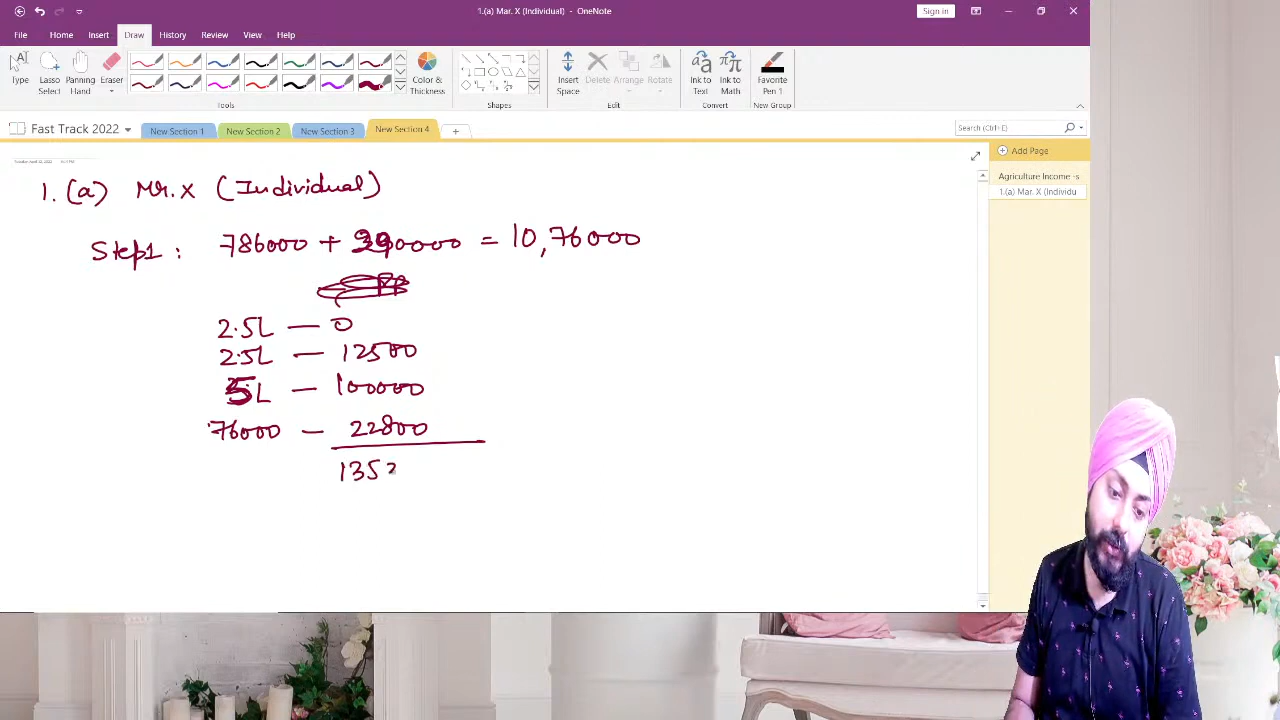 1.(a) Mar. X (Individual) - OneNote
Sign in
File Home Insert Draw History Review View Help
Type
Lasso Select
Panning Hand
Eraser
Color & Thickness
Insert Space
Delete
Arrange
Rotate
Ink to Text
Ink to Math
Favorite Pen 1
Tools
Shapes
Edit
Convert
New Group
Fast Track 2022
New Section 1
New Section 2
New Section 3
New Section 4
Search (Ctrl+E)
Add Page
Agriculture Income -s
1.(a) Mar. X (Individu
1. (a) Mr. X (Individual)
Step 1 : 786000 + 290000 = 10,76000
2.5L — 0
2.5L — 12500
5L — 100000
76000 — 22800
135